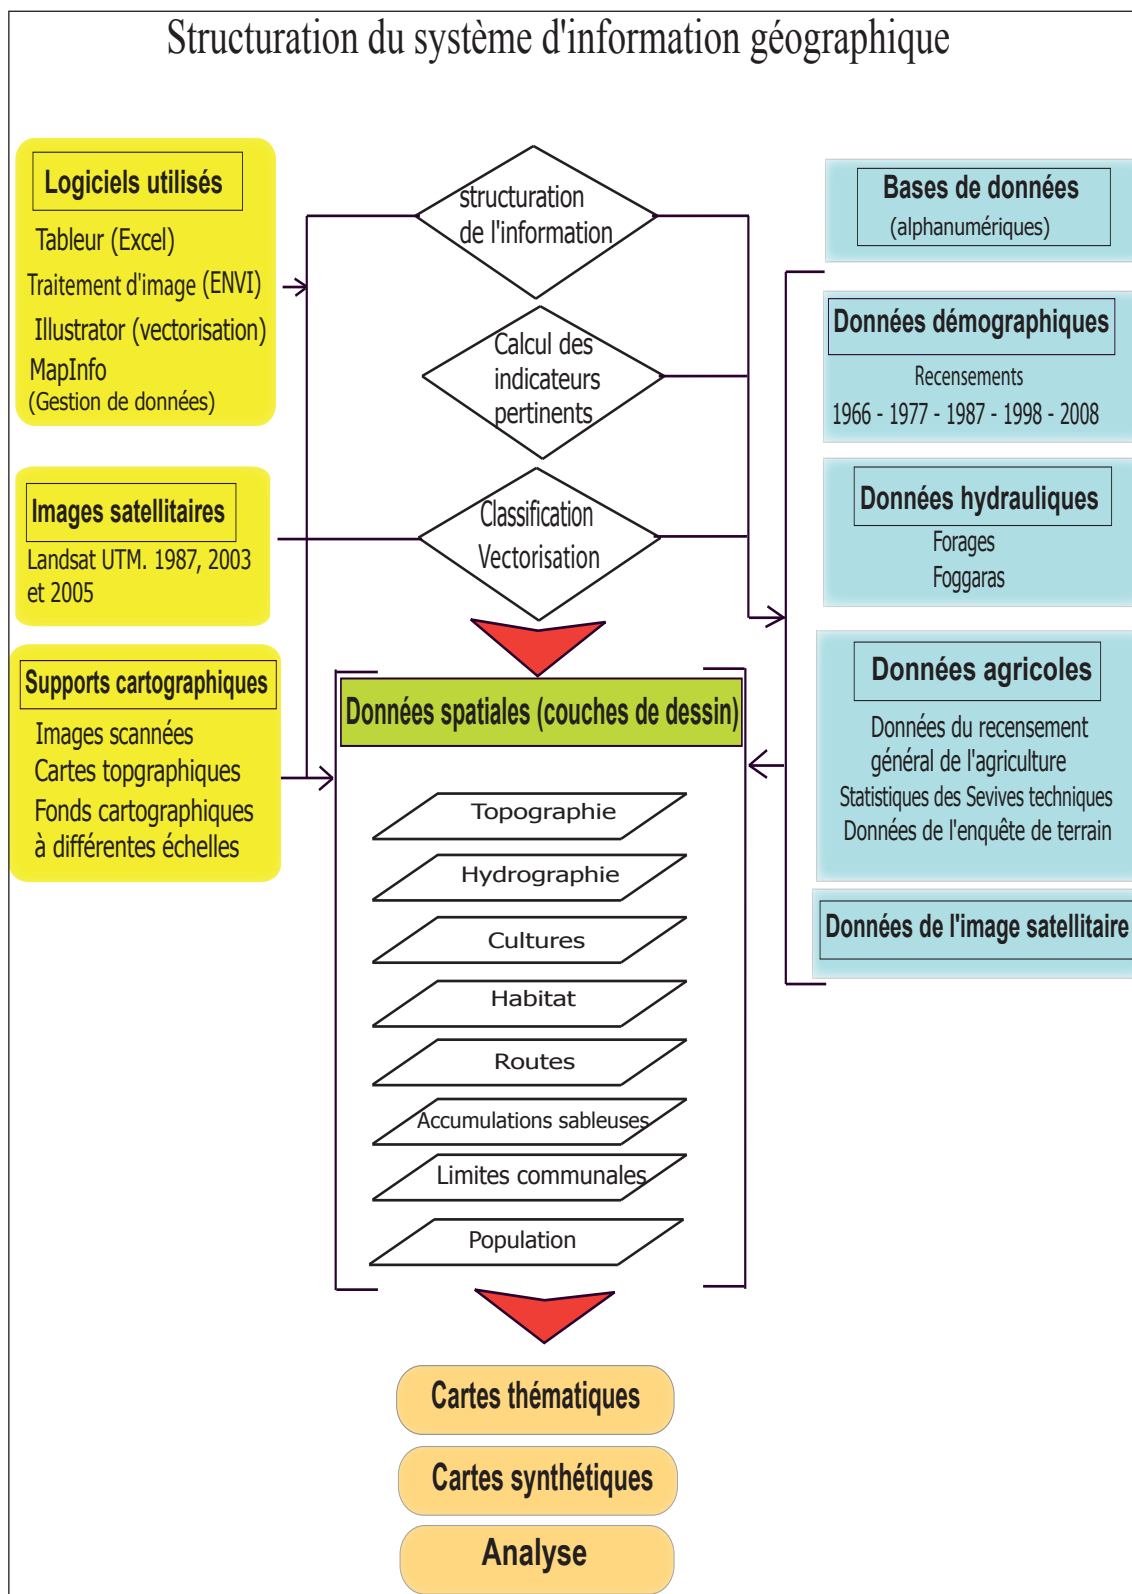 Structuration du système d'information géographique
Logiciels utilisés
Tableur (Excel)
Traitement d'image (ENVI)
Illustrator (vectorisation)
MapInfo
(Gestion de données)
Images satellitaires
Landsat UTM. 1987, 2003
et 2005
Supports cartographiques
Images scannées
Cartes topgraphiques
Fonds cartographiques
à différentes échelles
structuration
de l'information
Calcul des
indicateurs
pertinents
Classification
Vectorisation
Bases de données
(alphanumériques)
Données démographiques
Recensements
1966 - 1977 - 1987 - 1998 - 2008
Données hydrauliques
Forages
Foggaras
Données agricoles
Données du recensement
général de l'agriculture
Statistiques des Sevives techniques
Données de l'enquête de terrain
Données de l'image satellitaire
Données spatiales (couches de dessin)
Topographie
Hydrographie
Cultures
Habitat
Routes
Accumulations sableuses
Limites communales
Population
Cartes thématiques
Cartes synthétiques
Analyse